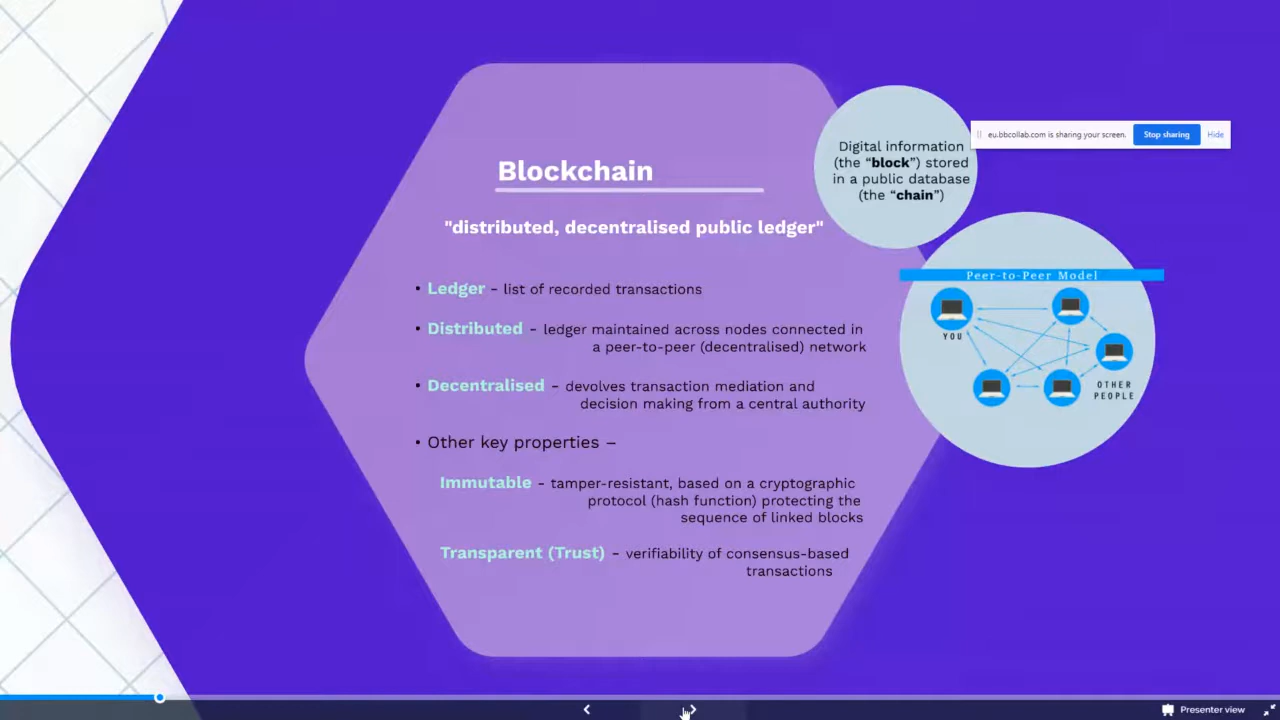 Blockchain
"distributed, decentralised public ledger"
• Ledger - list of recorded transactions
• Distributed - ledger maintained across nodes connected in
a peer-to-peer (decentralised) network
• Decentralised - devolves transaction mediation and
decision making from a central authority
• Other key properties –
Immutable - tamper-resistant, based on a cryptographic
protocol (hash function) protecting the
sequence of linked blocks
Transparent (Trust) - verifiability of consensus-based
transactions
Digital information
(the “block”) stored
in a public database
(the “chain”)
eu.bbcollab.com is sharing your screen. Stop sharing Hide
Peer-to-Peer Model
YOU
OTHER
PEOPLE
Presenter view